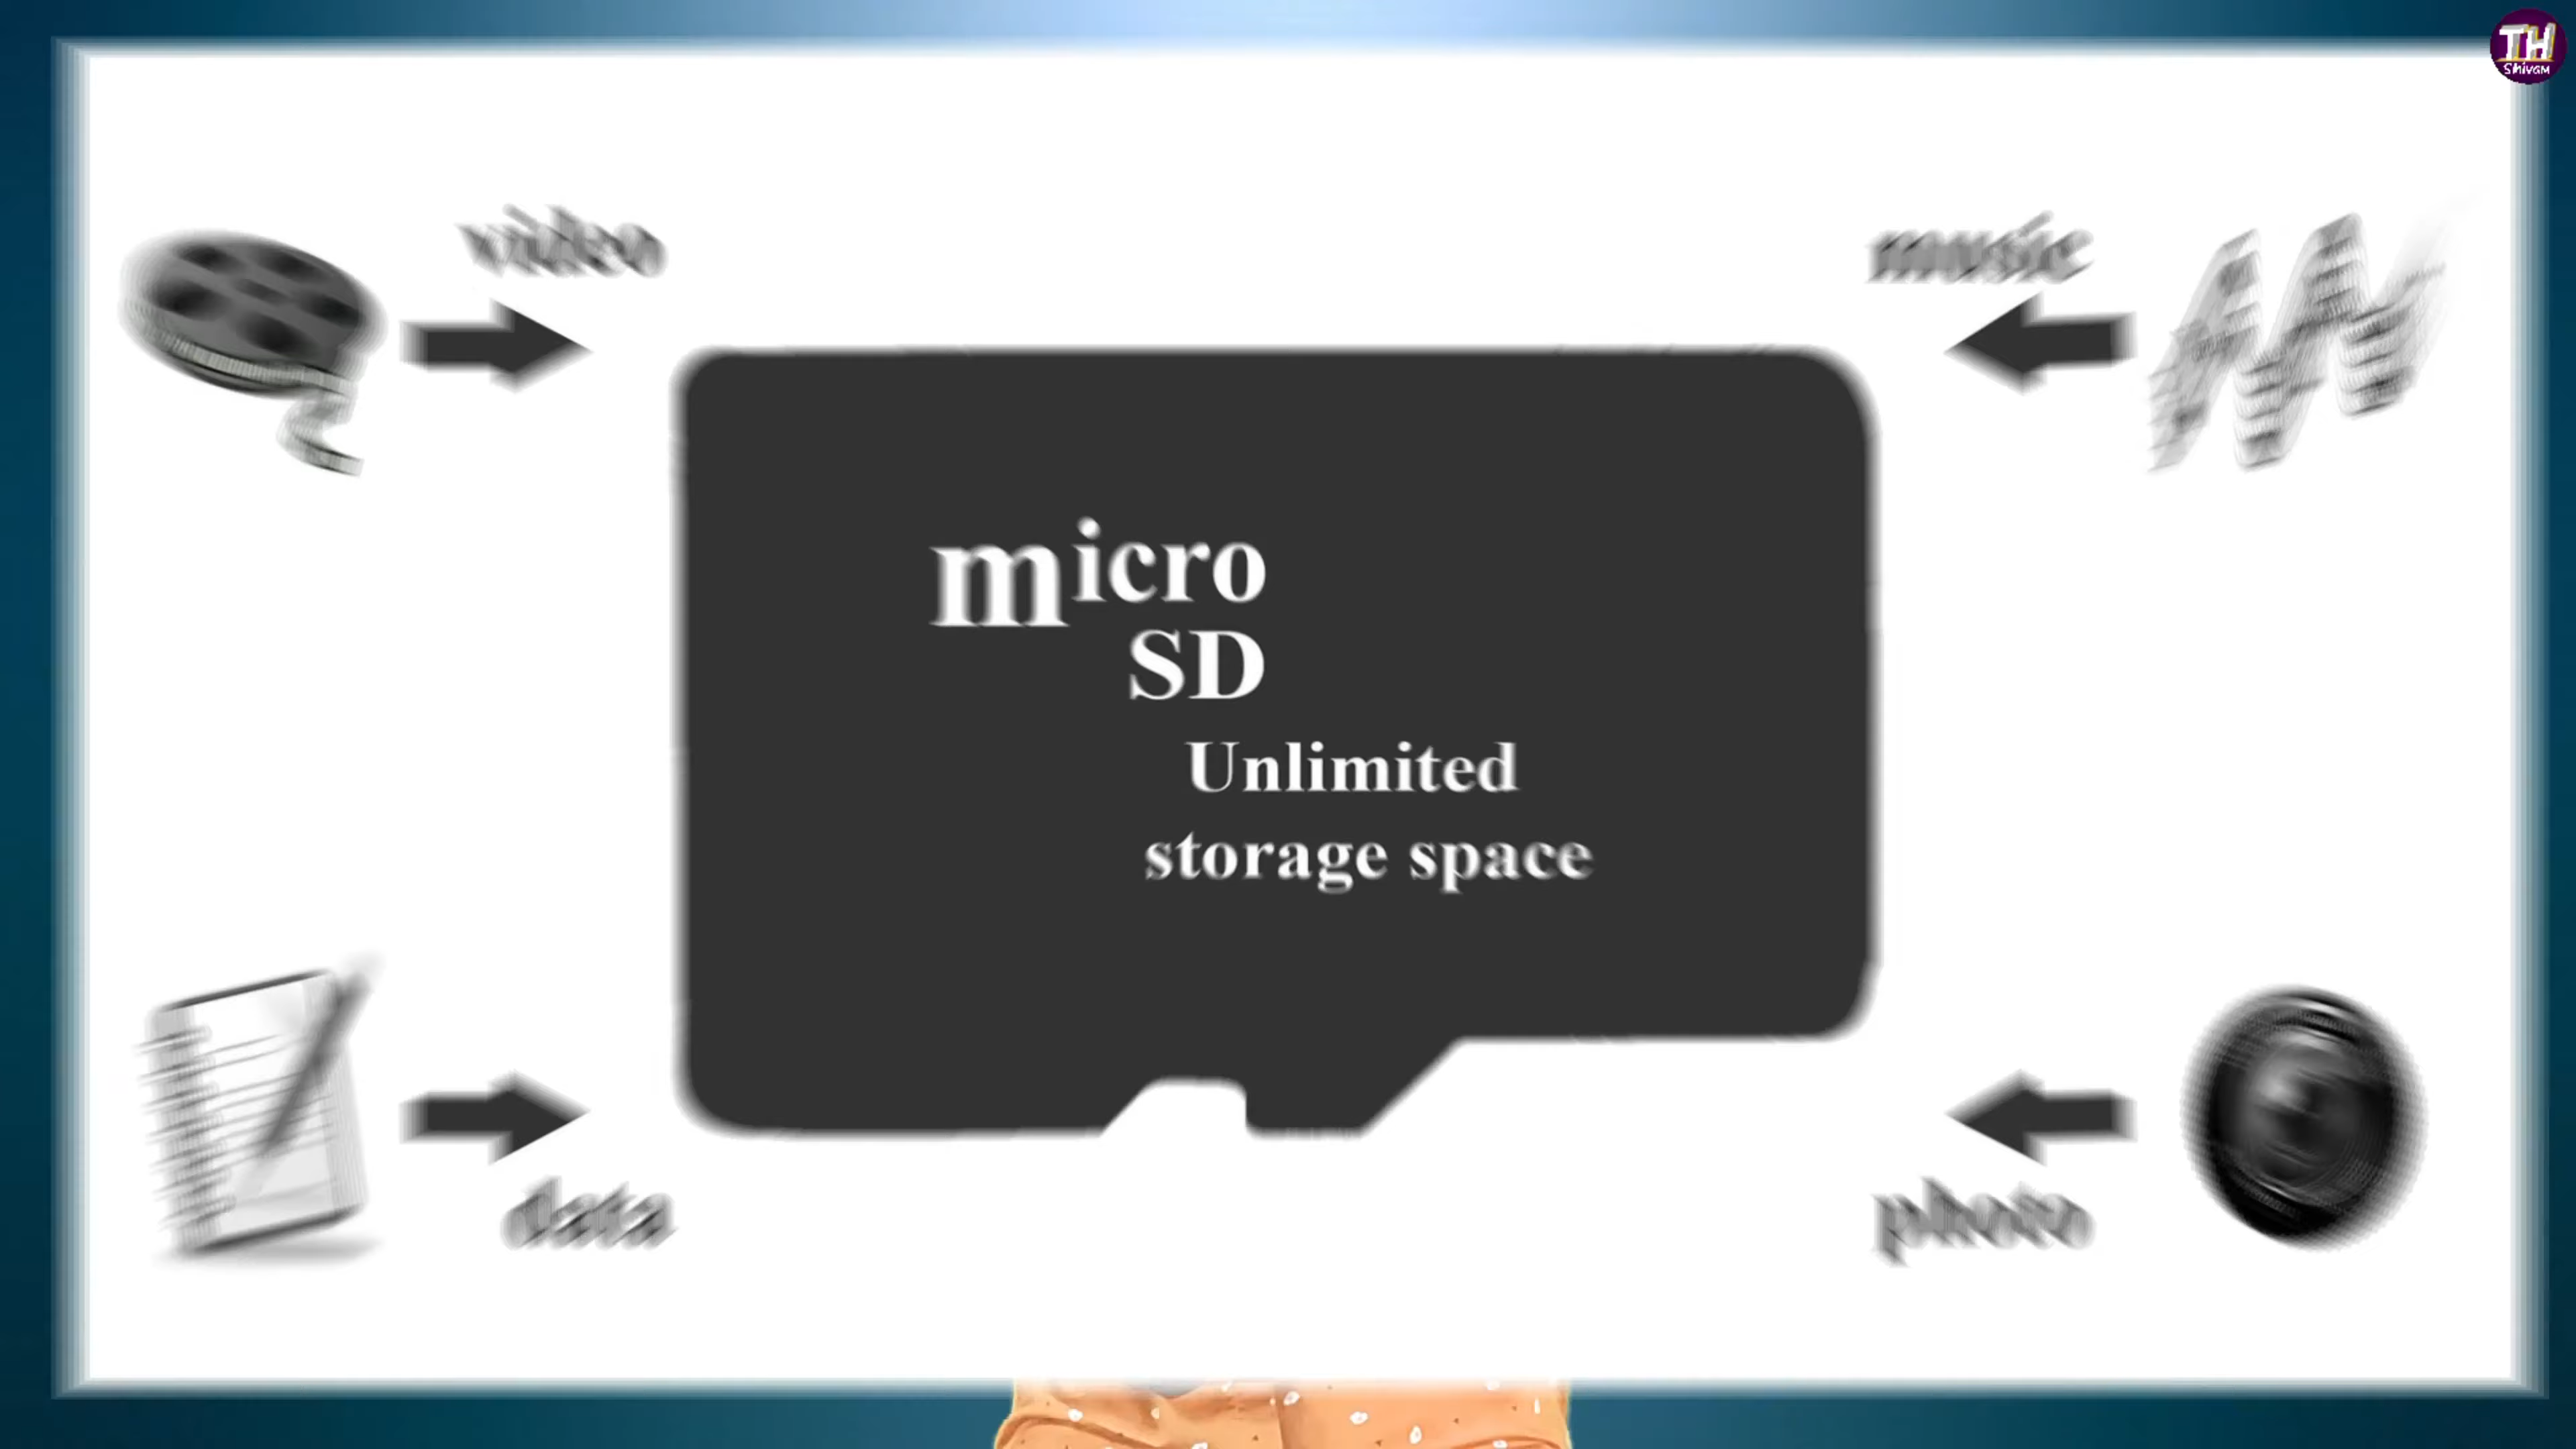 TH
Shivam
video
music
micro
SD
Unlimited
storage space
data
photo